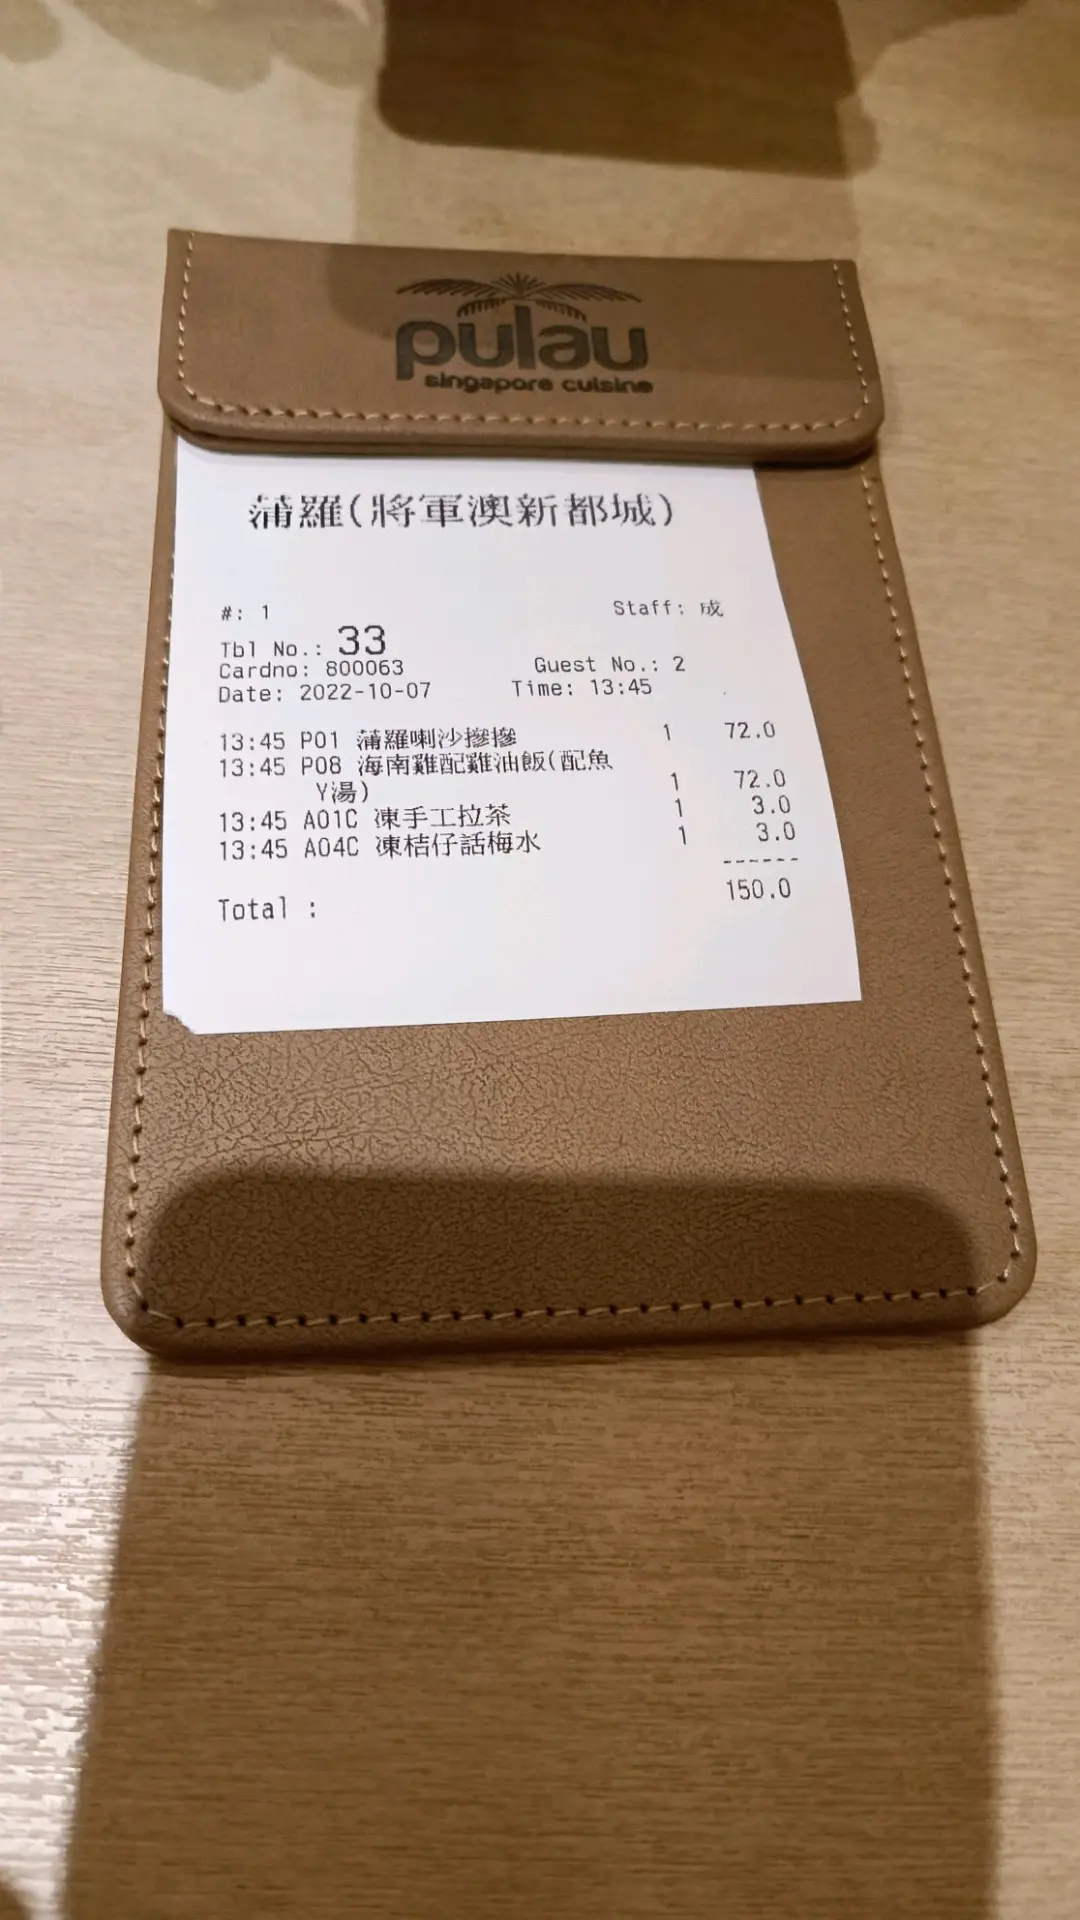 pulau
singapore cuisine
蒲羅(將軍澳新都城)
#: 1 Staff: 成
Tbl No.: 33
Cardno: 800063 Guest No.: 2
Date: 2022-10-07 Time: 13:45
13:45 P01 蒲羅喇沙摻摻 1 72.0
13:45 P08 海南雞配雞油飯(配魚
Y湯) 1 72.0
13:45 A01C 凍手工拉茶 1 3.0
13:45 A04C 凍桔仔話梅水 1 3.0
------
Total : 150.0